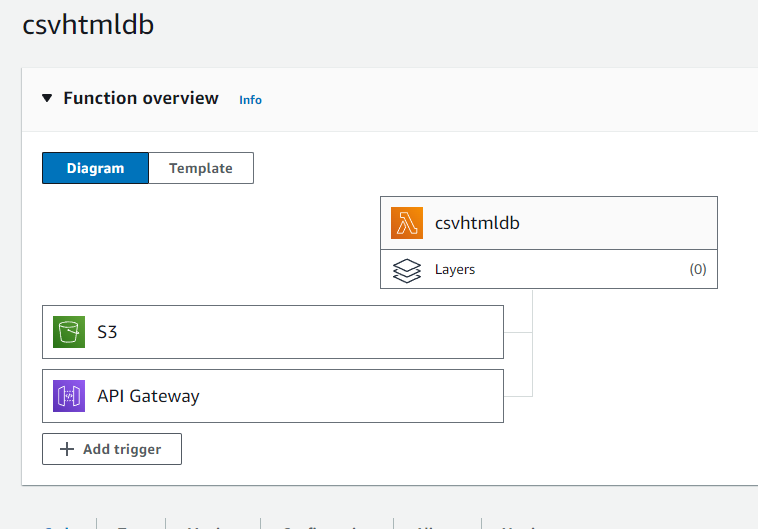 csvhtmldb
Function overview Info
Diagram Template
csvhtmldb
Layers (0)
S3
API Gateway
Add trigger